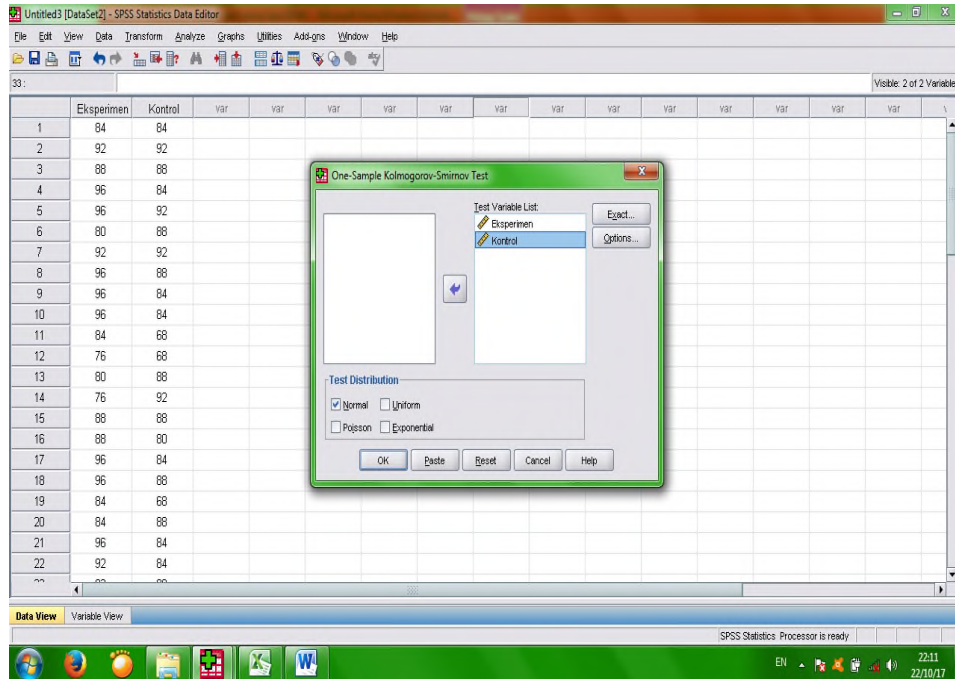 Untitled3 [DataSet2] - SPSS Statistics Data Editor
File Edit View Data Transform Analyze Graphs Utilities Add-ons Window Help
33 : Visible: 2 of 2 Variable
Eksperimen Kontrol var var var var var var var var var var
1 84 84
2 92 92
3 88 88
4 96 84
5 96 92
6 80 88
7 92 92
8 96 88
9 96 84
10 96 84
11 84 68
12 76 68
13 80 88
14 76 92
15 88 88
16 88 80
17 96 84
18 96 88
19 84 68
20 84 88
21 96 84
22 92 84
One-Sample Kolmogorov-Smirnov Test
Test Variable List:
Eksperimen
Kontrol
Exact...
Options...
Test Distribution
Normal Uniform
Poisson Exponential
OK Paste Reset Cancel Help
Data View Variable View
SPSS Statistics Processor is ready
EN
22:11
22/10/17